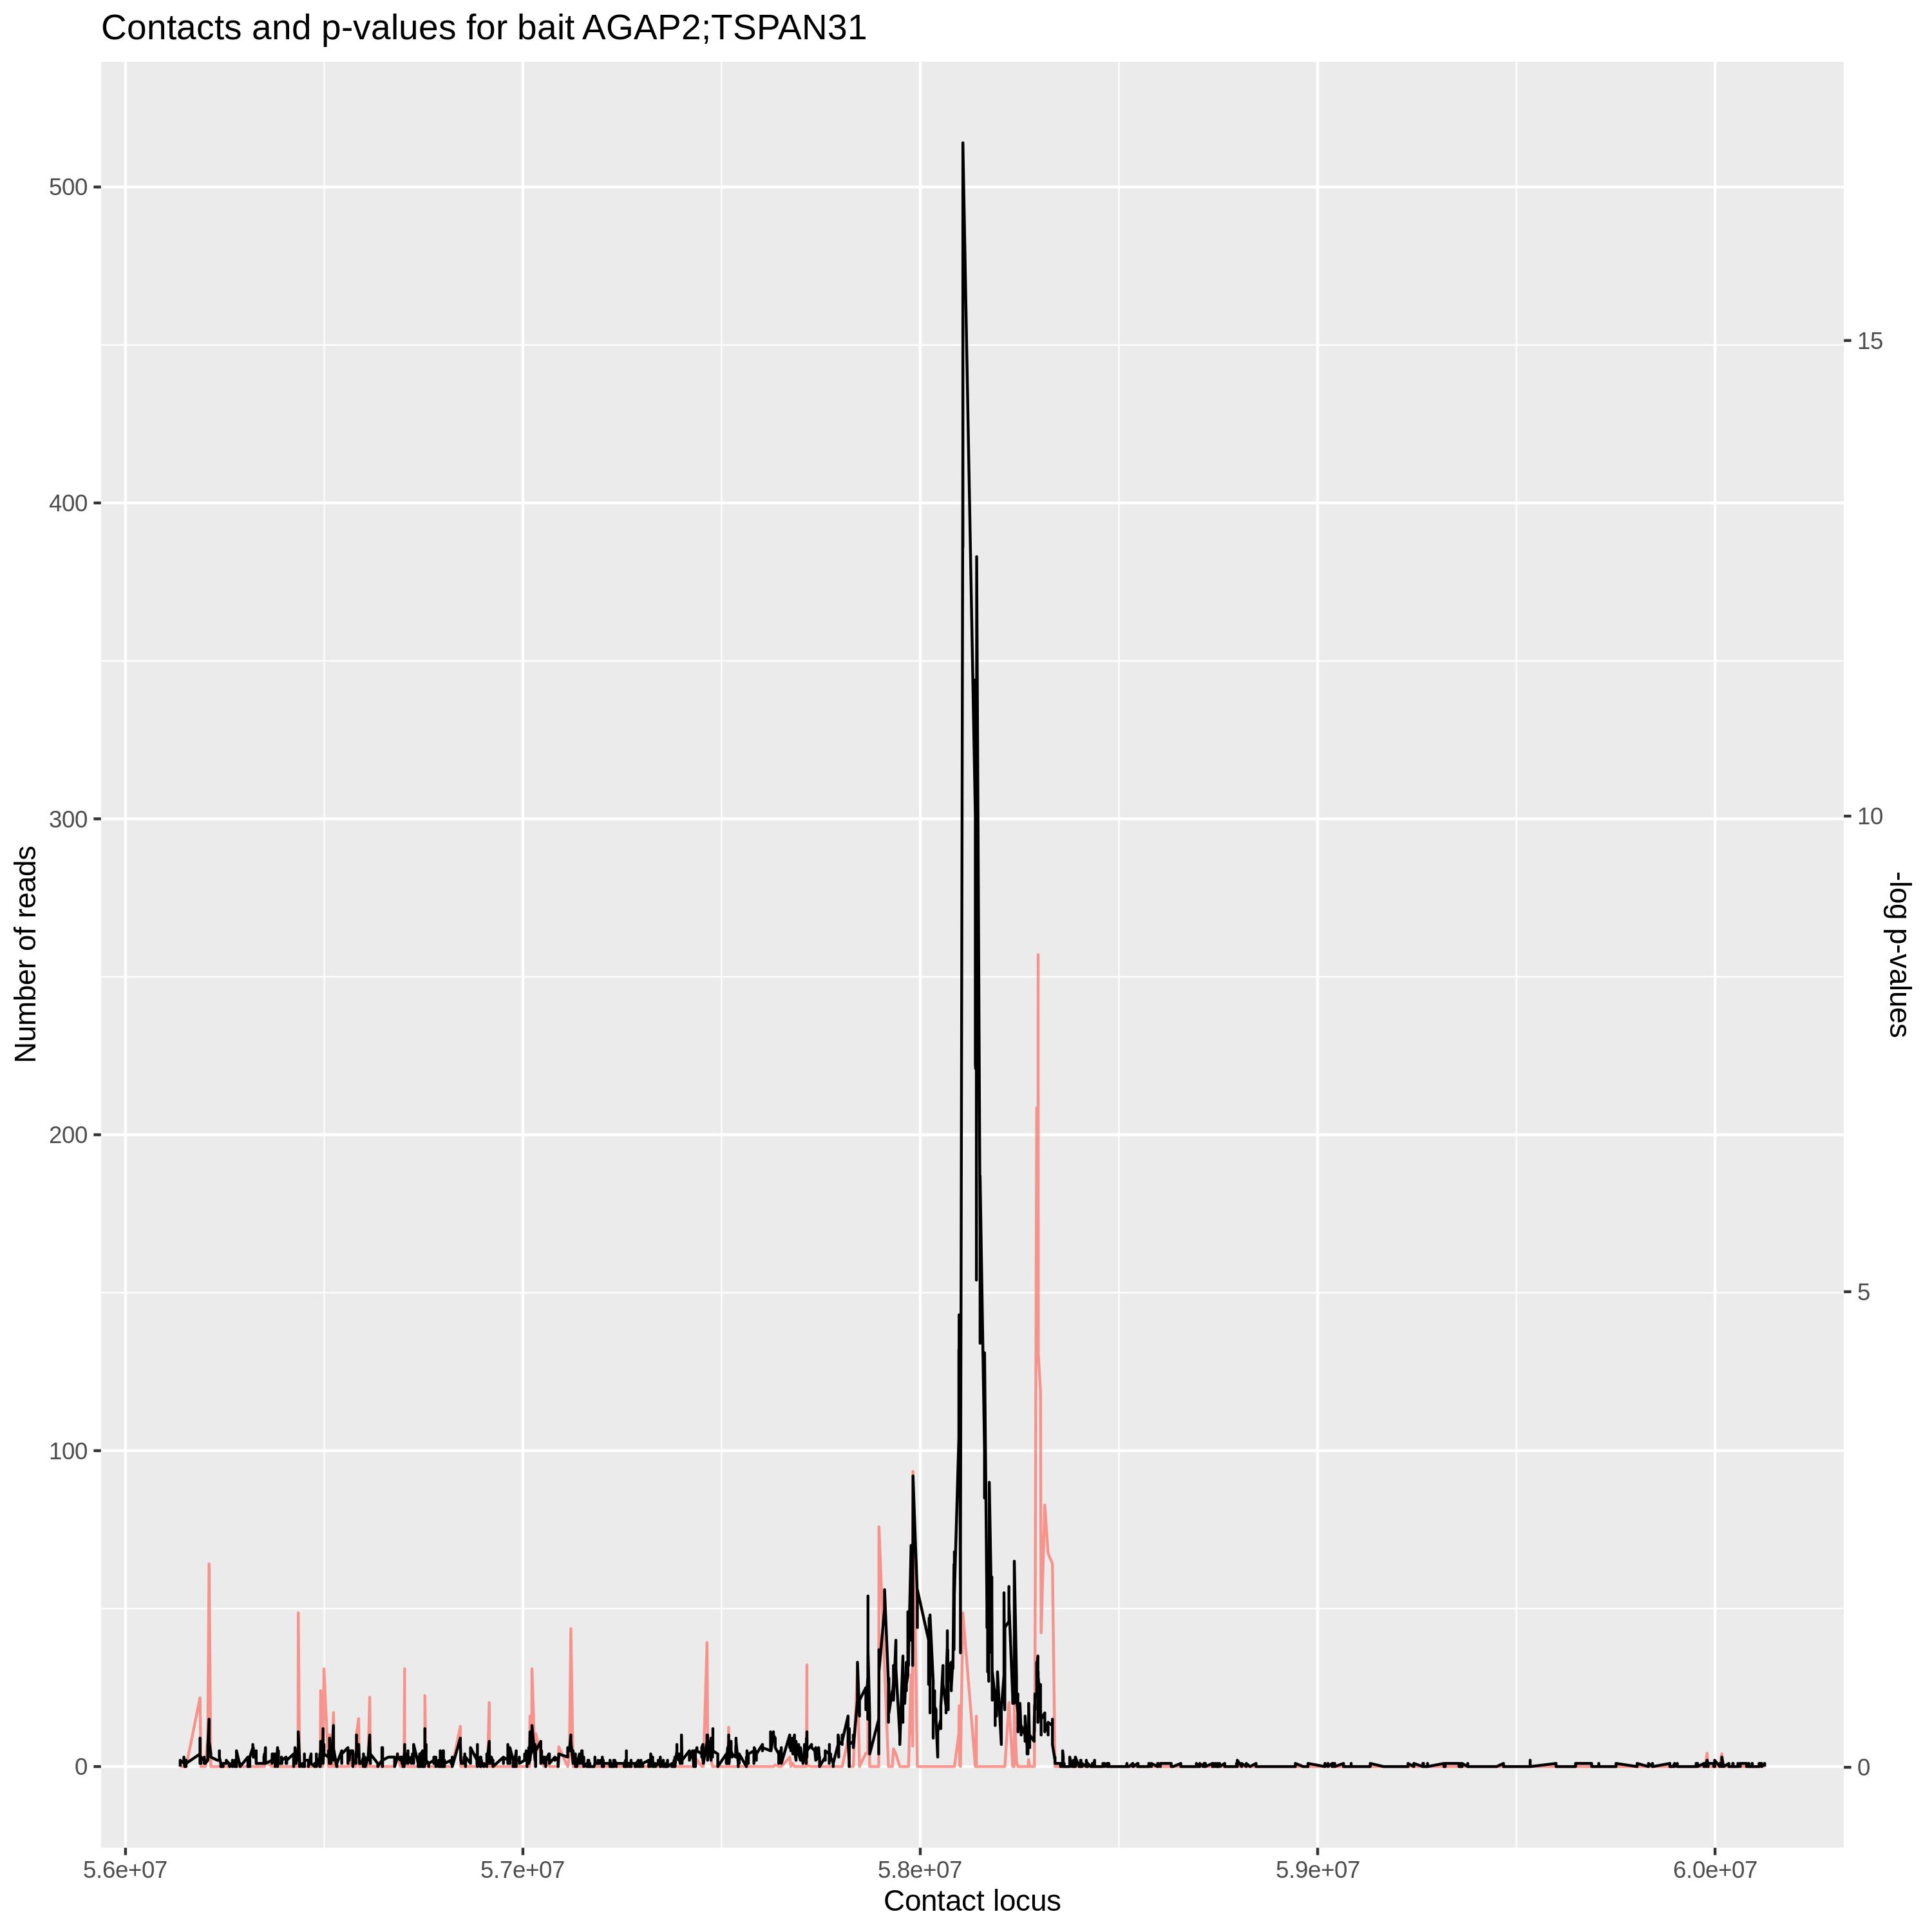 Contacts and p-values for bait AGAP2;TSPAN31
500
400
300
200
100
0
Number of reads
15
10
5
0
-log p-values
5.6e+07 5.7e+07 5.8e+07 5.9e+07 6.0e+07
Contact locus